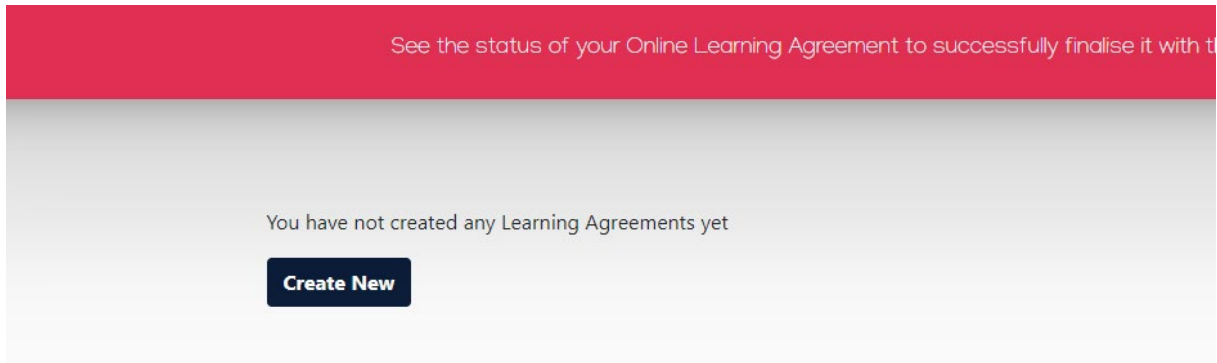 See the status of your Online Learning Agreement to successfully finalise it with
You have not created any Learning Agreements yet
Create New